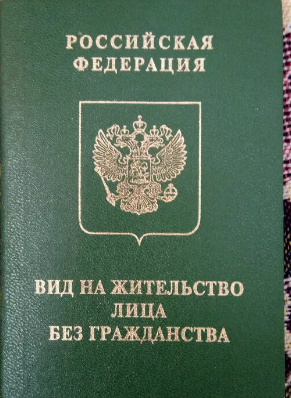 РОССИЙСКАЯ
ФЕДЕРАЦИЯ
ВИД НА ЖИТЕЛЬСТВО
ЛИЦА
БЕЗ ГРАЖДАНСТВА